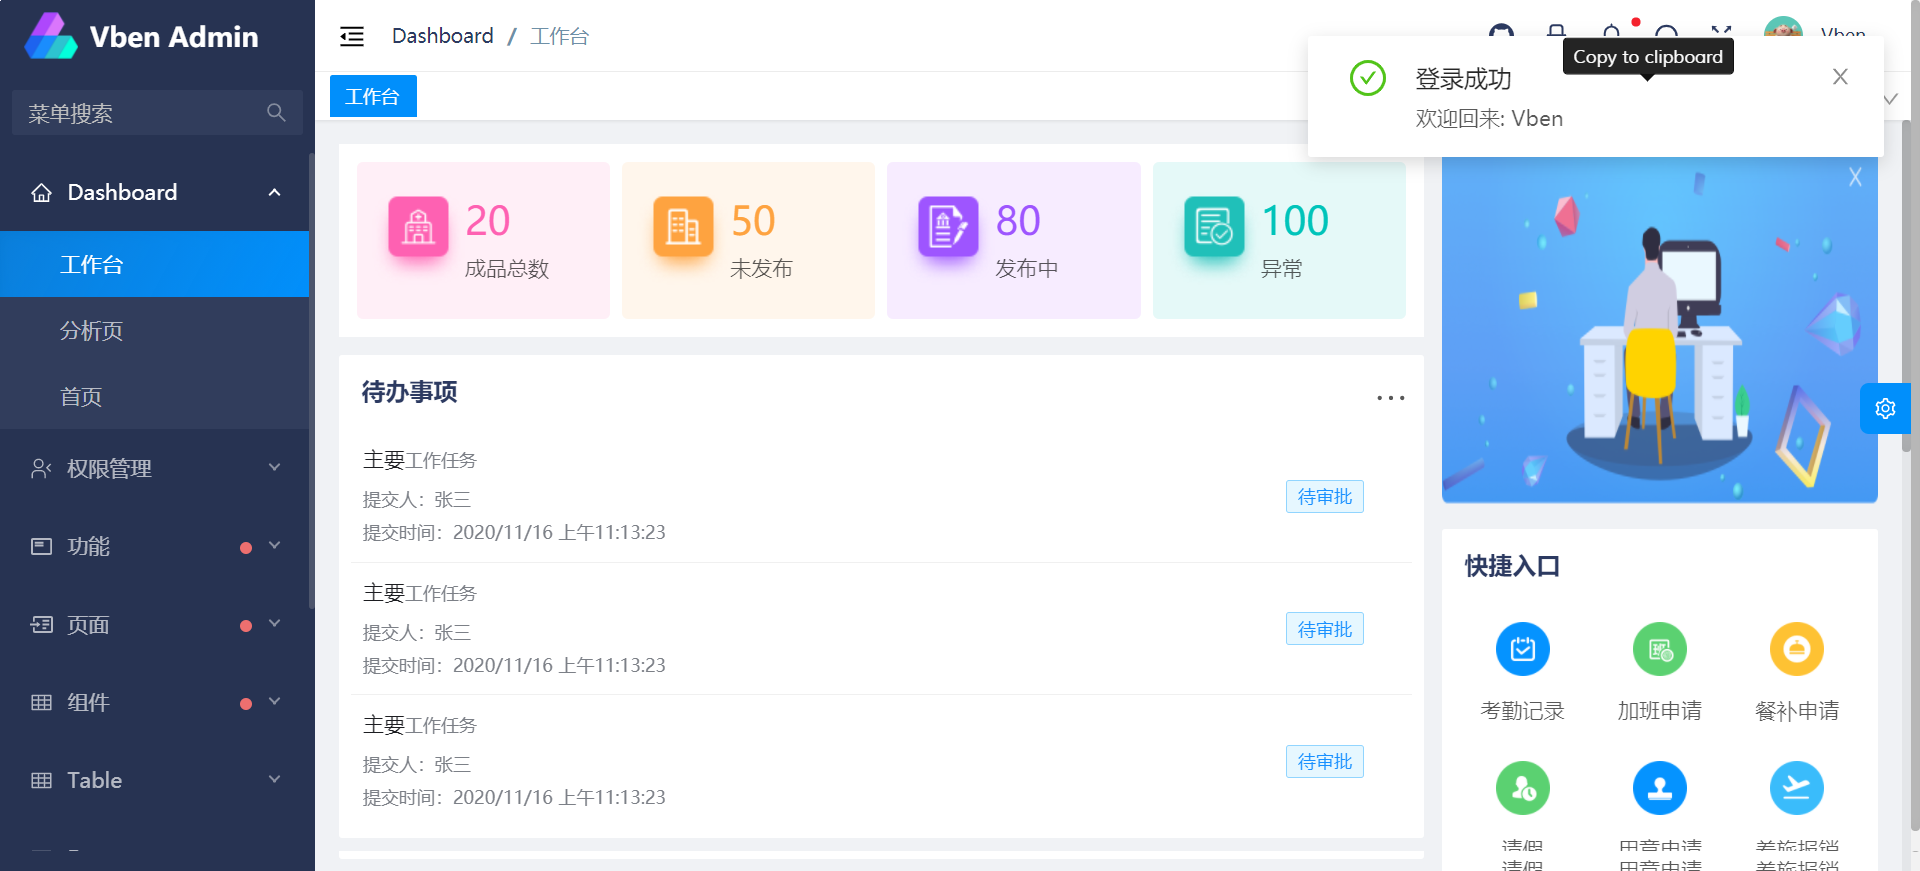 Vben Admin
Dashboard / 工作台
Vben
Copy to clipboard
菜单搜索
工作台
登录成功
欢迎回来: Vben
Dashboard
工作台
分析页
首页
权限管理
功能
页面
组件
Table
20
成品总数
50
未发布
80
发布中
100
异常
待办事项
主要工作任务
提交人：张三
提交时间：2020/11/16 上午11:13:23
待审批
主要工作任务
提交人：张三
提交时间：2020/11/16 上午11:13:23
待审批
主要工作任务
提交人：张三
提交时间：2020/11/16 上午11:13:23
待审批
快捷入口
考勤记录
加班申请
餐补申请
请假
用章申请
差旅报销